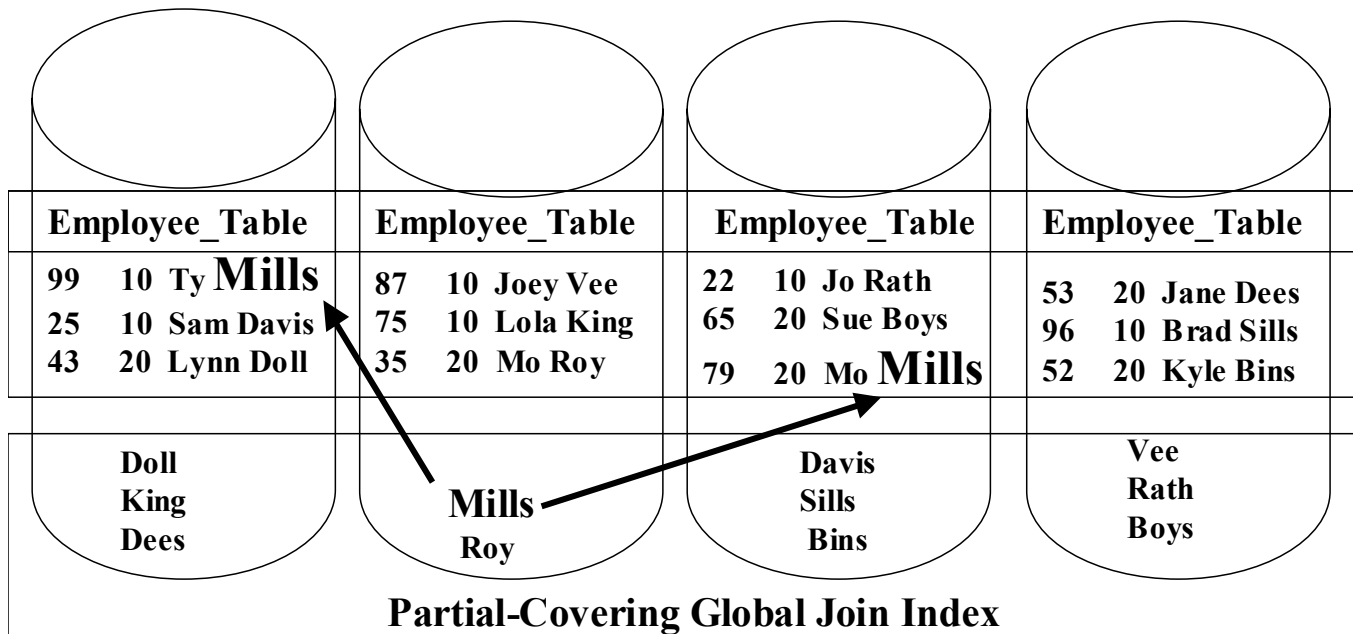 Employee_Table
99 10 Ty Mills
25 10 Sam Davis
43 20 Lynn Doll
Employee_Table
87 10 Joey Vee
75 10 Lola King
35 20 Mo Roy
Employee_Table
22 10 Jo Rath
65 20 Sue Boys
79 20 Mo Mills
Employee_Table
53 20 Jane Dees
96 10 Brad Sills
52 20 Kyle Bins
Doll
King
Dees
Mills
Roy
Davis
Sills
Bins
Vee
Rath
Boys
Partial-Covering Global Join Index